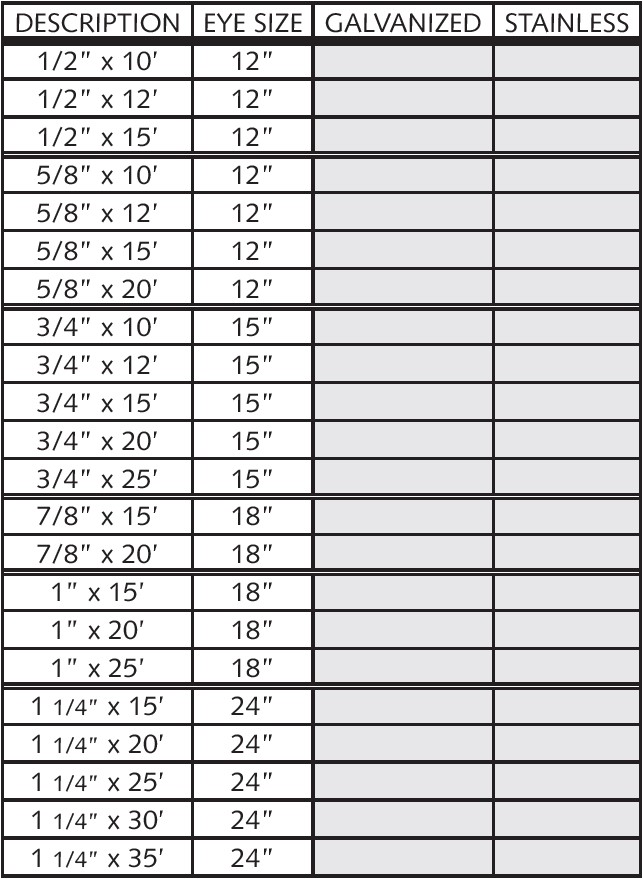 DESCRIPTION EYE SIZE GALVANIZED STAINLESS
1/2” x 10’ 12”
1/2” x 12’ 12”
1/2” x 15’ 12”
5/8” x 10’ 12”
5/8” x 12’ 12”
5/8” x 15’ 12”
5/8” x 20’ 12”
3/4” x 10’ 15”
3/4” x 12’ 15”
3/4” x 15’ 15”
3/4” x 20’ 15”
3/4” x 25’ 15”
7/8” x 15’ 18”
7/8” x 20’ 18”
1” x 15’ 18”
1” x 20’ 18”
1” x 25’ 18”
1 1/4” x 15’ 24”
1 1/4” x 20’ 24”
1 1/4” x 25’ 24”
1 1/4” x 30’ 24”
1 1/4” x 35’ 24”